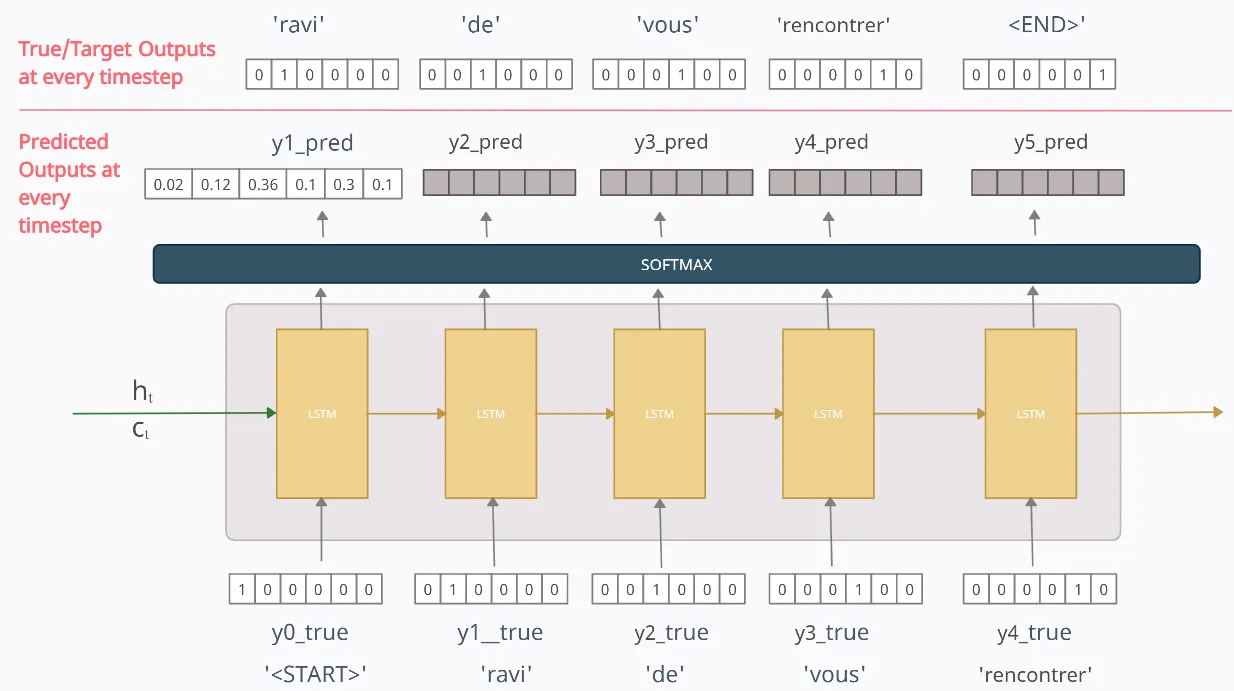 'ravi' 'de' 'vous' 'rencontrer' <END>'
True/Target Outputs
at every timestep
0 1 0 0 0 0 0 0 1 0 0 0 0 0 0 1 0 0 0 0 0 0 1 0 0 0 0 0 0 1
Predicted
Outputs at
every
timestep
y1_pred y2_pred y3_pred y4_pred y5_pred
0.02 0.12 0.36 0.1 0.3 0.1
SOFTMAX
ht
ct
LSTM LSTM LSTM LSTM LSTM
1 0 0 0 0 0 0 1 0 0 0 0 0 0 1 0 0 0 0 0 0 1 0 0 0 0 0 0 1 0
y0_true y1__true y2_true y3_true y4_true
'<START>' 'ravi' 'de' 'vous' 'rencontrer'